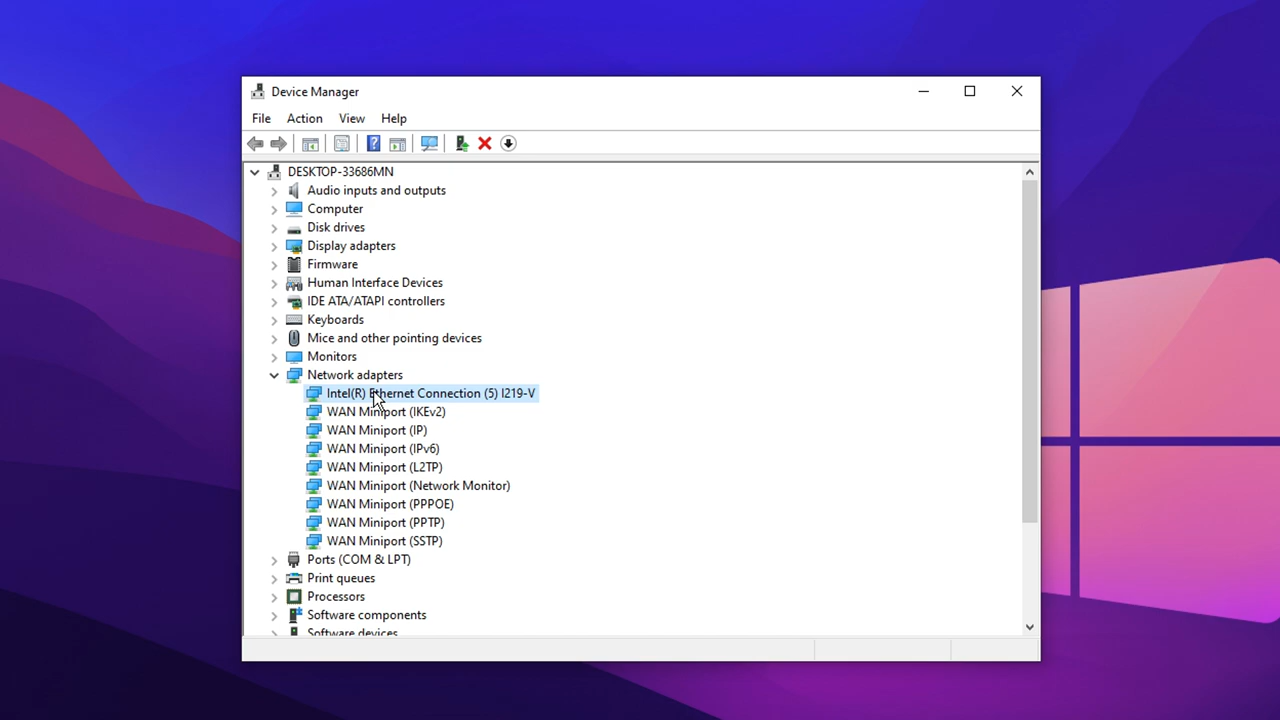 Device Manager
File Action View Help
DESKTOP-33686MN
Audio inputs and outputs
Computer
Disk drives
Display adapters
Firmware
Human Interface Devices
IDE ATA/ATAPI controllers
Keyboards
Mice and other pointing devices
Monitors
Network adapters
Intel(R) Ethernet Connection (5) I219-V
WAN Miniport (IKEv2)
WAN Miniport (IP)
WAN Miniport (IPv6)
WAN Miniport (L2TP)
WAN Miniport (Network Monitor)
WAN Miniport (PPPOE)
WAN Miniport (PPTP)
WAN Miniport (SSTP)
Ports (COM & LPT)
Print queues
Processors
Software components
Software devices